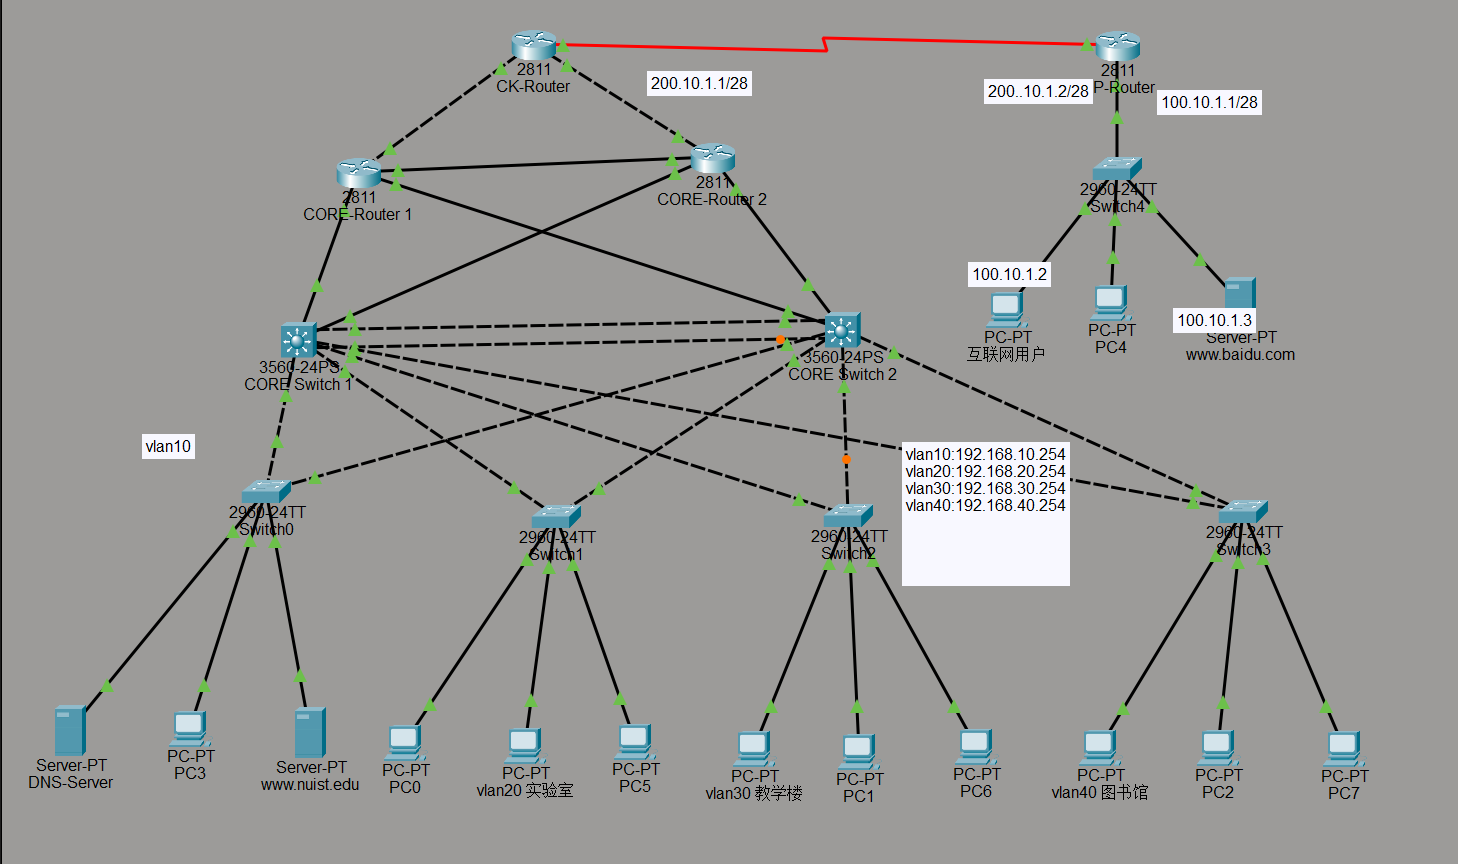 2811
CK-Router
200.10.1.1/28
2811
P-Router
200..10.1.2/28
100.10.1.1/28
2811
CORE-Router 1
2811
CORE-Router 2
2960-24TT
Switch4
100.10.1.2
PC-PT
互联网用户
PC-PT
PC4
100.10.1.3
Server-PT
www.baidu.com
3560-24PS
CORE Switch 1
3560-24PS
CORE Switch 2
vlan10
vlan10:192.168.10.254
vlan20:192.168.20.254
vlan30:192.168.30.254
vlan40:192.168.40.254
2960-24TT
Switch0
2960-24TT
Switch1
2960-24TT
Switch2
2960-24TT
Switch3
Server-PT
DNS-Server
PC-PT
PC3
Server-PT
www.nuist.edu
PC-PT
PC0
PC-PT
vlan20 实验室
PC-PT
PC5
PC-PT
vlan30 教学楼
PC-PT
PC1
PC-PT
PC6
PC-PT
vlan40 图书馆
PC-PT
PC2
PC-PT
PC7